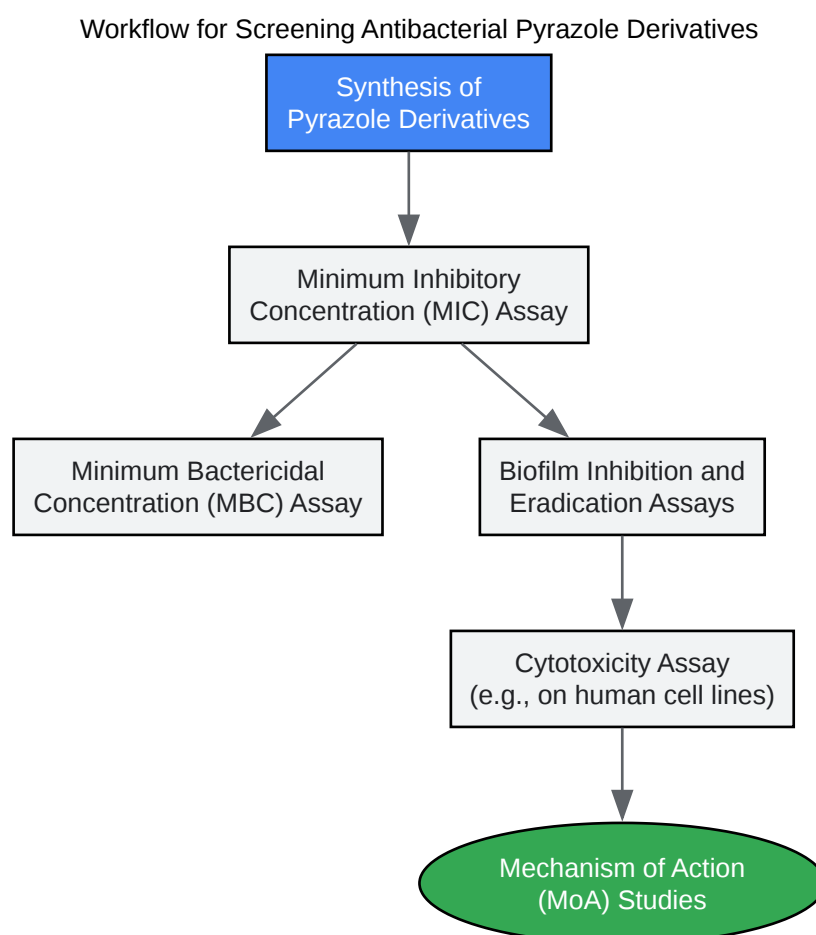 Workflow for Screening Antibacterial Pyrazole Derivatives
Synthesis of
Pyrazole Derivatives
Minimum Inhibitory
Concentration (MIC) Assay
Minimum Bactericidal
Concentration (MBC) Assay
Biofilm Inhibition and
Eradication Assays
Cytotoxicity Assay
(e.g., on human cell lines)
Mechanism of Action
(MoA) Studies